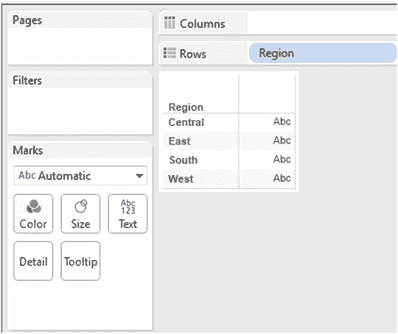 Pages
Columns
Rows Region
Filters
Region
Central Abc
East Abc
South Abc
West Abc
Marks
Abc Automatic
Color Size Abc 123 Text
Detail Tooltip